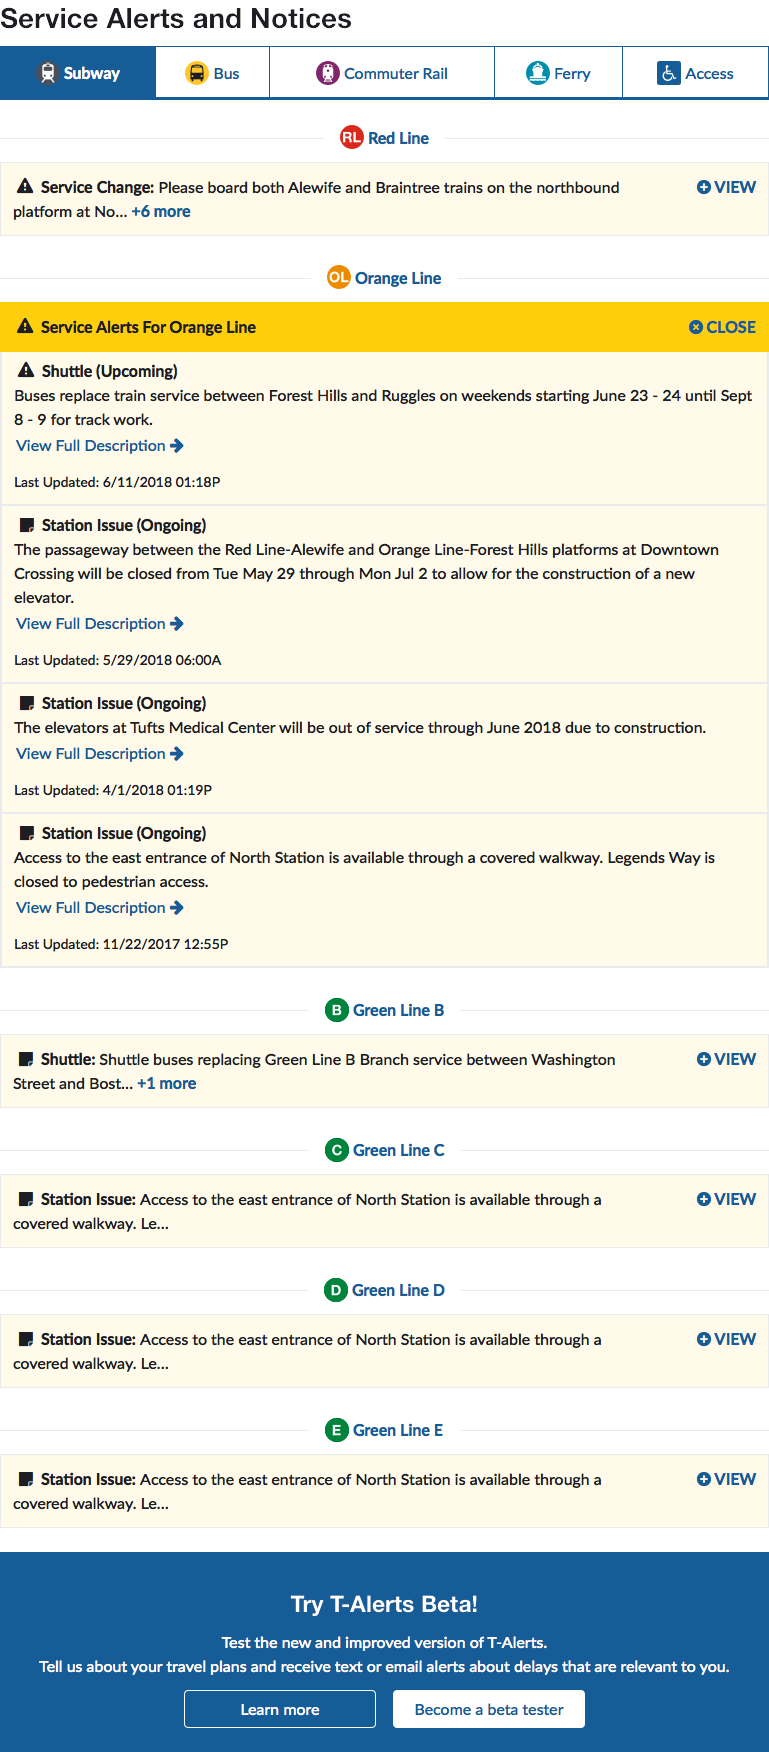 Service Alerts and Notices
Subway Bus Commuter Rail Ferry Access
RL Red Line
Service Change: Please board both Alewife and Braintree trains on the northbound VIEW
platform at No... +6 more
OL Orange Line
Service Alerts For Orange Line CLOSE
Shuttle (Upcoming)
Buses replace train service between Forest Hills and Ruggles on weekends starting June 23 - 24 until Sept
8 - 9 for track work.
View Full Description
Last Updated: 6/11/2018 01:18P
Station Issue (Ongoing)
The passageway between the Red Line-Alewife and Orange Line-Forest Hills platforms at Downtown
Crossing will be closed from Tue May 29 through Mon Jul 2 to allow for the construction of a new
elevator.
View Full Description
Last Updated: 5/29/2018 06:00A
Station Issue (Ongoing)
The elevators at Tufts Medical Center will be out of service through June 2018 due to construction.
View Full Description
Last Updated: 4/1/2018 01:19P
Station Issue (Ongoing)
Access to the east entrance of North Station is available through a covered walkway. Legends Way is
closed to pedestrian access.
View Full Description
Last Updated: 11/22/2017 12:55P
B Green Line B
Shuttle: Shuttle buses replacing Green Line B Branch service between Washington VIEW
Street and Bost... +1 more
C Green Line C
Station Issue: Access to the east entrance of North Station is available through a VIEW
covered walkway. Le...
D Green Line D
Station Issue: Access to the east entrance of North Station is available through a VIEW
covered walkway. Le...
E Green Line E
Station Issue: Access to the east entrance of North Station is available through a VIEW
covered walkway. Le...
Try T-Alerts Beta!
Test the new and improved version of T-Alerts.
Tell us about your travel plans and receive text or email alerts about delays that are relevant to you.
Learn more Become a beta tester